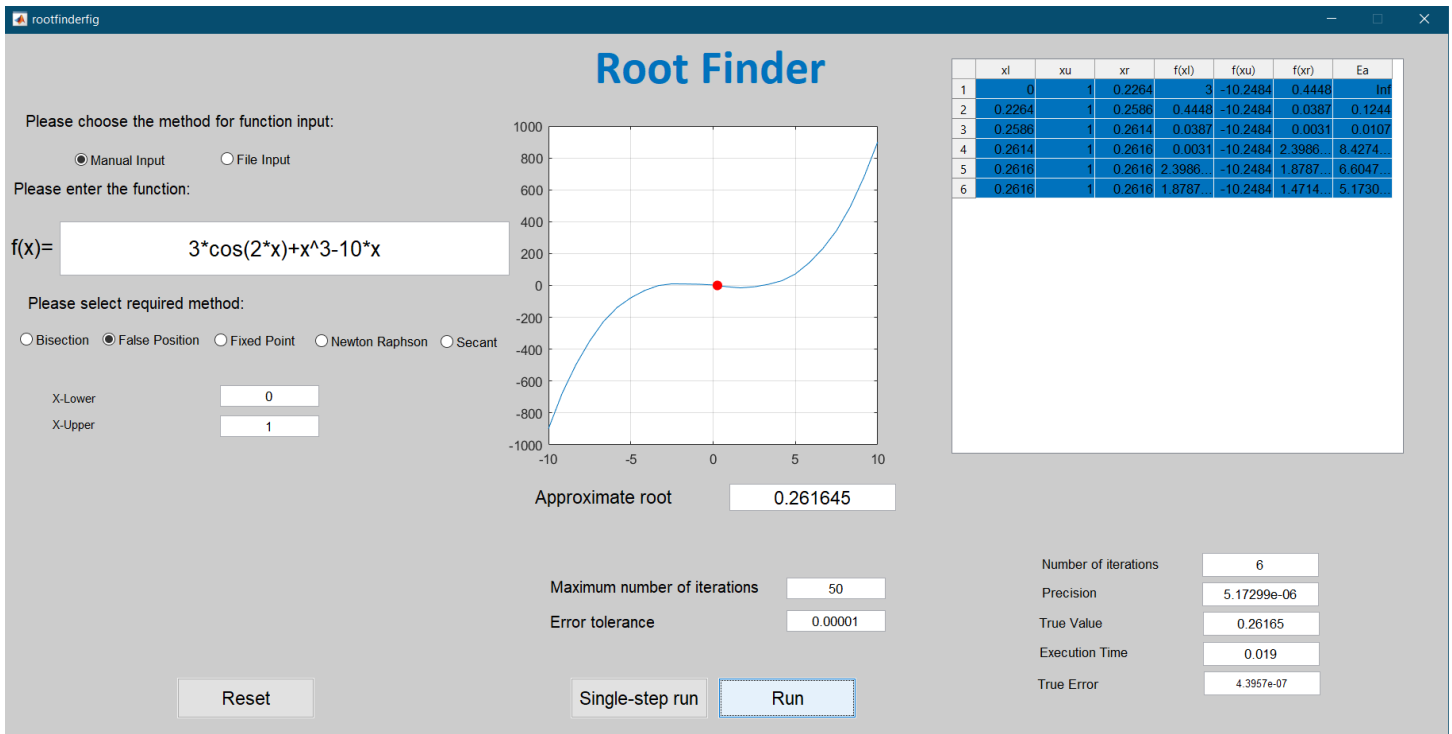 rootfinderfig
Root Finder
Please choose the method for function input:
Manual Input File Input
Please enter the function:
f(x)= 3*cos(2*x)+x^3-10*x
Please select required method:
Bisection False Position Fixed Point Newton Raphson Secant
X-Lower 0
X-Upper 1
Reset
1000
800
600
400
200
0
-200
-400
-600
-800
-1000
-10 -5 0 5 10
Approximate root 0.261645
Maximum number of iterations 50
Error tolerance 0.00001
Single-step run Run
xl xu xr f(xl) f(xu) f(xr) Ea
1 0 1 0.2264 3 -10.2484 0.4448 Inf
2 0.2264 1 0.2586 0.4448 -10.2484 0.0387 0.1244
3 0.2586 1 0.2614 0.0387 -10.2484 0.0031 0.0107
4 0.2614 1 0.2616 0.0031 -10.2484 2.3986... 8.4274...
5 0.2616 1 0.2616 2.3986... -10.2484 1.8787... 6.6047...
6 0.2616 1 0.2616 1.8787... -10.2484 1.4714... 5.1730...
Number of iterations 6
Precision 5.17299e-06
True Value 0.26165
Execution Time 0.019
True Error 4.3957e-07